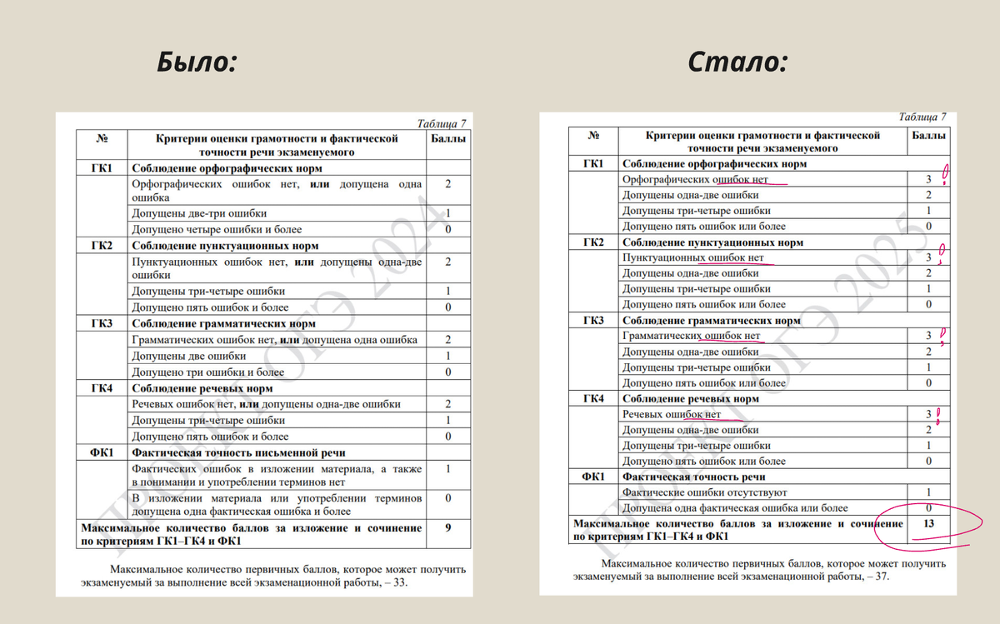 Было:
Таблица 7
№ Критерии оценки грамотности и фактической Баллы
точности речи экзаменуемого
ГК1 Соблюдение орфографических норм
Орфографических ошибок нет, или допущена одна 2
ошибка
Допущены две-три ошибки 1
Допущено четыре ошибки и более 0
ГК2 Соблюдение пунктуационных норм
Пунктуационных ошибок нет, или допущены одна-две 2
ошибки
Допущены три-четыре ошибки 1
Допущено пять ошибок и более 0
ГК3 Соблюдение грамматических норм
Грамматических ошибок нет, или допущена одна ошибка 2
Допущены две ошибки 1
Допущено три ошибки и более 0
ГК4 Соблюдение речевых норм
Речевых ошибок нет, или допущены одна-две ошибки 2
Допущены три-четыре ошибки 1
Допущено пять ошибок и более 0
ФК1 Фактическая точность письменной речи
Фактических ошибок в изложении материала, а также 1
в понимании и употреблении терминов нет
В изложении материала или употреблении терминов 0
допущена одна фактическая ошибка и более
Максимальное количество баллов за изложение и сочинение 9
по критериям ГК1–ГК4 и ФК1
Максимальное количество первичных баллов, которое может получить
экзаменуемый за выполнение всей экзаменационной работы, – 33.
ПРОЕКТ ОГЭ 2024
Стало:
Таблица 7
№ Критерии оценки грамотности и фактической Баллы
точности речи экзаменуемого
ГК1 Соблюдение орфографических норм
Орфографических ошибок нет 3 !
Допущены одна-две ошибки 2
Допущены три-четыре ошибки 1
Допущено пять ошибок или более 0
ГК2 Соблюдение пунктуационных норм
Пунктуационных ошибок нет 3 !
Допущены одна-две ошибки 2
Допущены три-четыре ошибки 1
Допущено пять ошибок или более 0
ГК3 Соблюдение грамматических норм
Грамматических ошибок нет 3 !
Допущены одна-две ошибки 2
Допущены три-четыре ошибки 1
Допущено пять ошибок или более 0
ГК4 Соблюдение речевых норм
Речевых ошибок нет 3 !
Допущены одна-две ошибки 2
Допущены три-четыре ошибки 1
Допущено пять ошибок или более 0
ФК1 Фактическая точность речи
Фактические ошибки отсутствуют 1
Допущена одна фактическая ошибка или более 0
Максимальное количество баллов за изложение и сочинение 13
по критериям ГК1–ГК4 и ФК1
Максимальное количество первичных баллов, которое может получить
экзаменуемый за выполнение всей экзаменационной работы, – 37.
ПРОЕКТ ОГЭ 2025